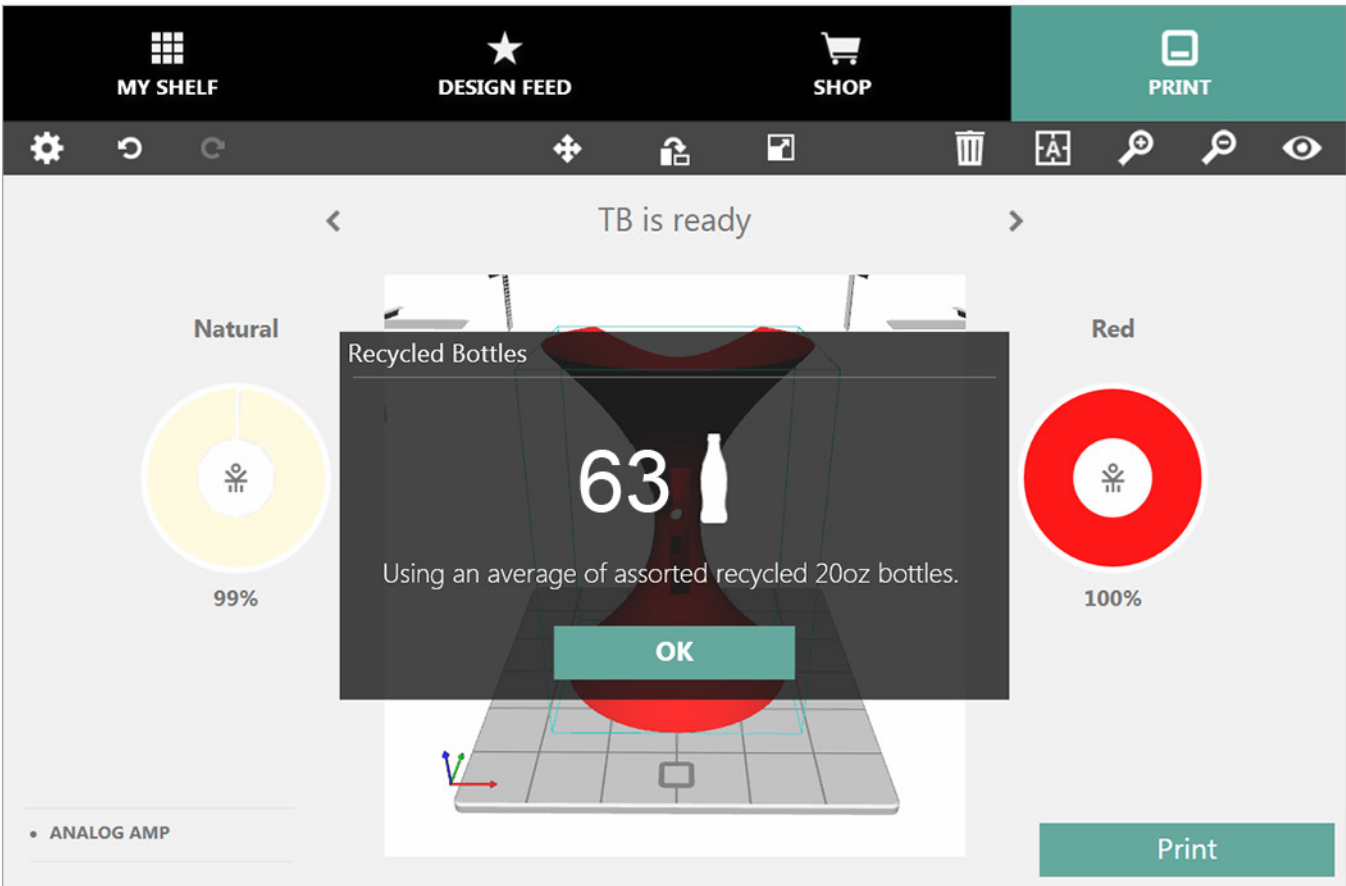 MY SHELF
DESIGN FEED
SHOP
PRINT
A
TB is ready
Natural
Red
Recycled Bottles
63
Using an average of assorted recycled 20oz bottles.
99%
100%
OK
• ANALOG AMP
Print